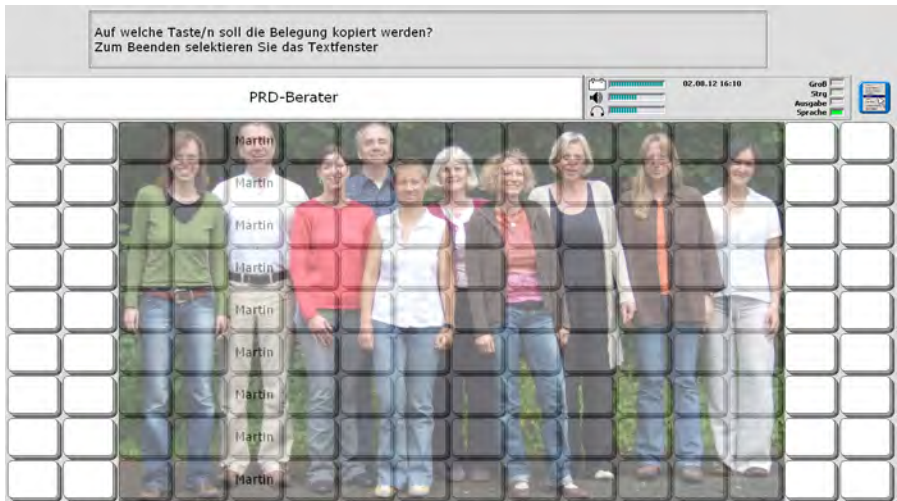 Auf welche Taste/n soll die Belegung kopiert werden?
Zum Beenden selektieren Sie das Textfenster
PRD-Berater
02.08.12 16:10
Groß
Strg
Ausgabe
Sprache
Martin
Martin
Martin
Martin
Martin
Martin
Martin
Martin
Martin